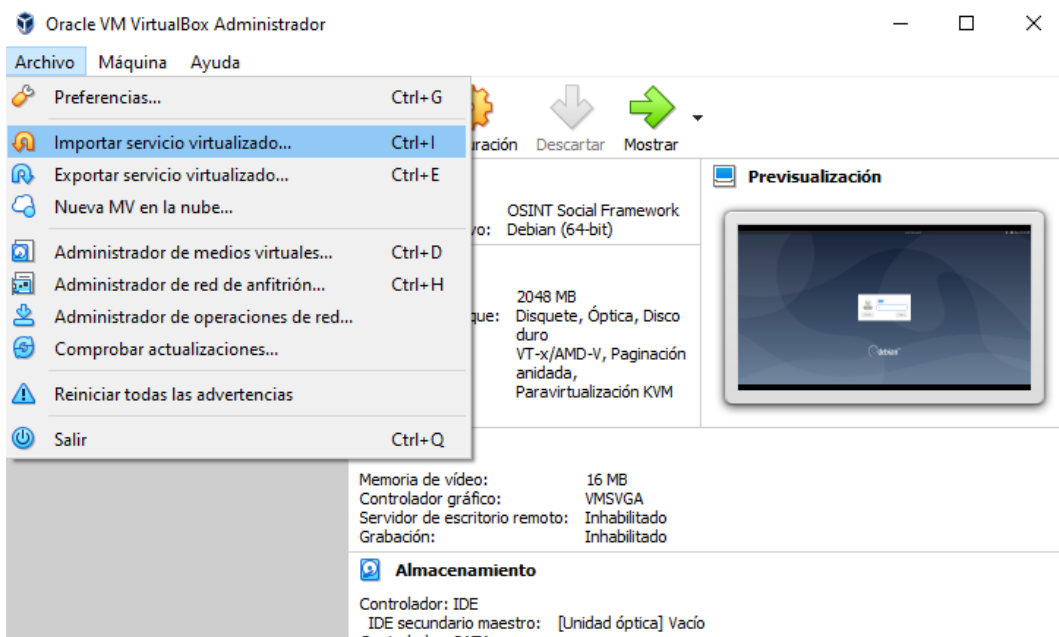 Oracle VM VirtualBox Administrador
Archivo Máquina Ayuda
Preferencias... Ctrl+G
Importar servicio virtualizado... Ctrl+I
Exportar servicio virtualizado... Ctrl+E
Nueva MV en la nube...
Administrador de medios virtuales... Ctrl+D
Administrador de red de anfitrión... Ctrl+H
Administrador de operaciones de red...
Comprobar actualizaciones...
Reiniciar todas las advertencias
Salir Ctrl+Q
uración Descartar Mostrar
OSINT Social Framework
vo: Debian (64-bit)
2048 MB
que: Disquete, Óptica, Disco
duro
VT-x/AMD-V, Paginación
anidada,
Paravirtualización KVM
Previsualización
debian
Memoria de vídeo: 16 MB
Controlador gráfico: VMSVGA
Servidor de escritorio remoto: Inhabilitado
Grabación: Inhabilitado
Almacenamiento
Controlador: IDE
IDE secundario maestro: [Unidad óptica] Vacío